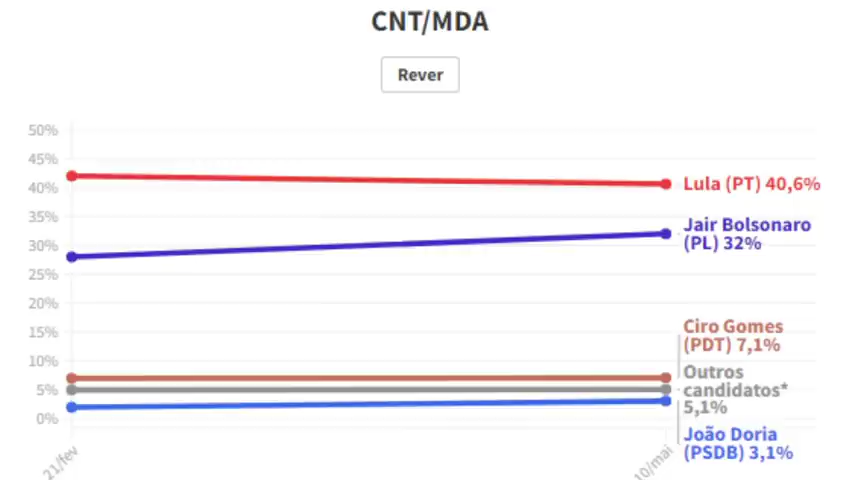 CNT/MDA
Rever
50%
45%
40%
35%
30%
25%
20%
15%
10%
5%
0%
21/fev
10/mai
Lula (PT) 40,6%
Jair Bolsonaro
(PL) 32%
Ciro Gomes
(PDT) 7,1%
Outros
candidatos*
5,1%
João Doria
(PSDB) 3,1%